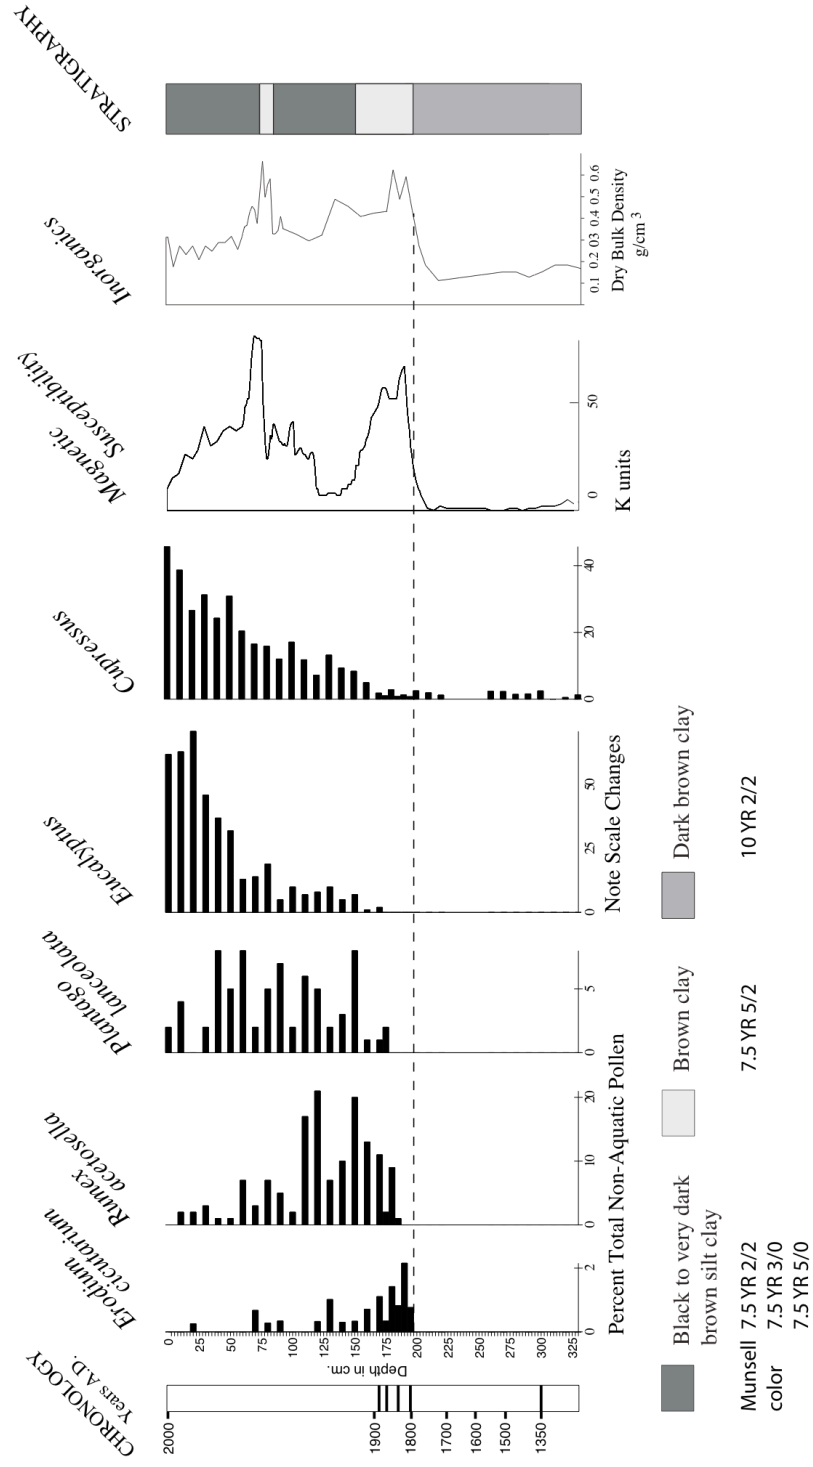 CHRONOLOGY
Years A.D.
Erodium
cicutarium
Rumex
acetosella
Plantago
lanceolata
Eucalyptus
Cupressus
Magnetic
Susceptibility
Inorganics
STRATIGRAPHY
2000
1900
1800
1700
1600
1500
1350
Depth in cm.
0
25
50
75
100
125
150
175
200
225
250
275
300
325
0 2
0 10 20
0 5
0 25 50
0 20 40
0 50
0.1 0.2 0.3 0.4 0.5 0.6
Percent Total Non-Aquatic Pollen
Note Scale Changes
K units
Dry Bulk Density
g/cm 3
Black to very dark
brown silt clay
Brown clay
Dark brown clay
Munsell
color
7.5 YR 2/2
7.5 YR 3/0
7.5 YR 5/0
7.5 YR 5/2
10 YR 2/2